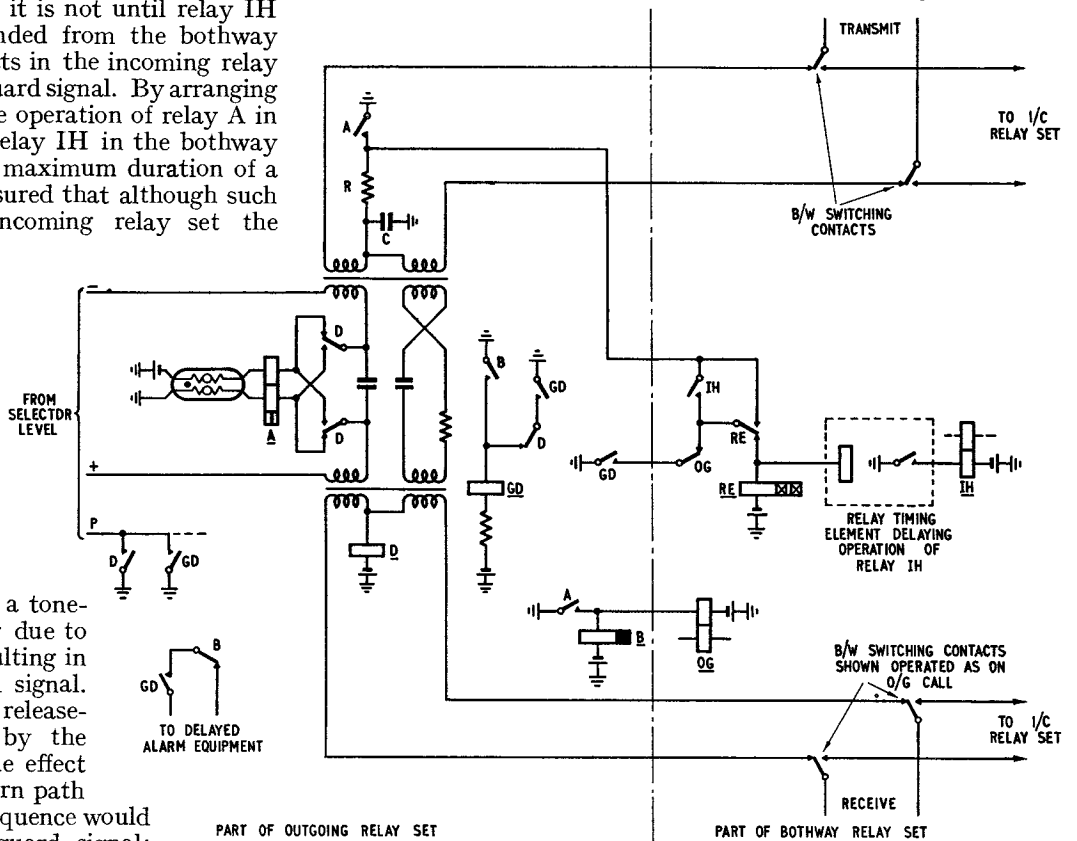 it is not until relay IH
nded from the bothway
ts in the incoming relay
uard signal. By arranging
e operation of relay A in
elay IH in the bothway
maximum duration of a
sured that although such
ncoming relay set the
TRANSMIT
TO I/C
RELAY SET
B/W SWITCHING
CONTACTS
A
R
C
−
D
D
A
FROM
SELECTOR
LEVEL
+
P
D
GD
D
B
GD
D
GD
IH
RE
GD
OG
RE
IH
RELAY TIMING
ELEMENT DELAYING
OPERATION OF
RELAY IH
A
B
OG
a tone-
due to
ulting in
signal.
release-
by the
e effect
rn path
quence would
guard signal:
B
GD
TO DELAYED
ALARM EQUIPMENT
B/W SWITCHING CONTACTS
SHOWN OPERATED AS ON
O/G CALL
TO I/C
RELAY SET
RECEIVE
PART OF OUTGOING RELAY SET
PART OF BOTHWAY RELAY SET